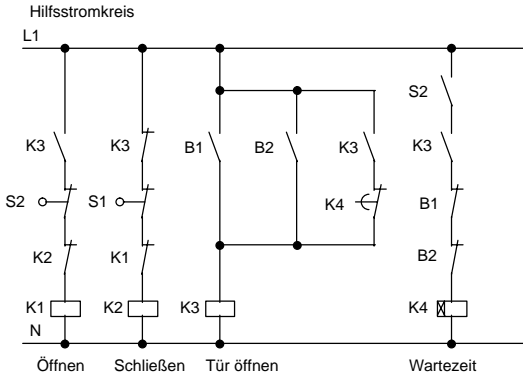 Hilfsstromkreis
L1
S2
K3 K3 B1 B2 K3 K3
S2 S1 K4 B1
K2 K1 B2
K1 K2 K3 K4
N
Öffnen Schließen Tür öffnen Wartezeit